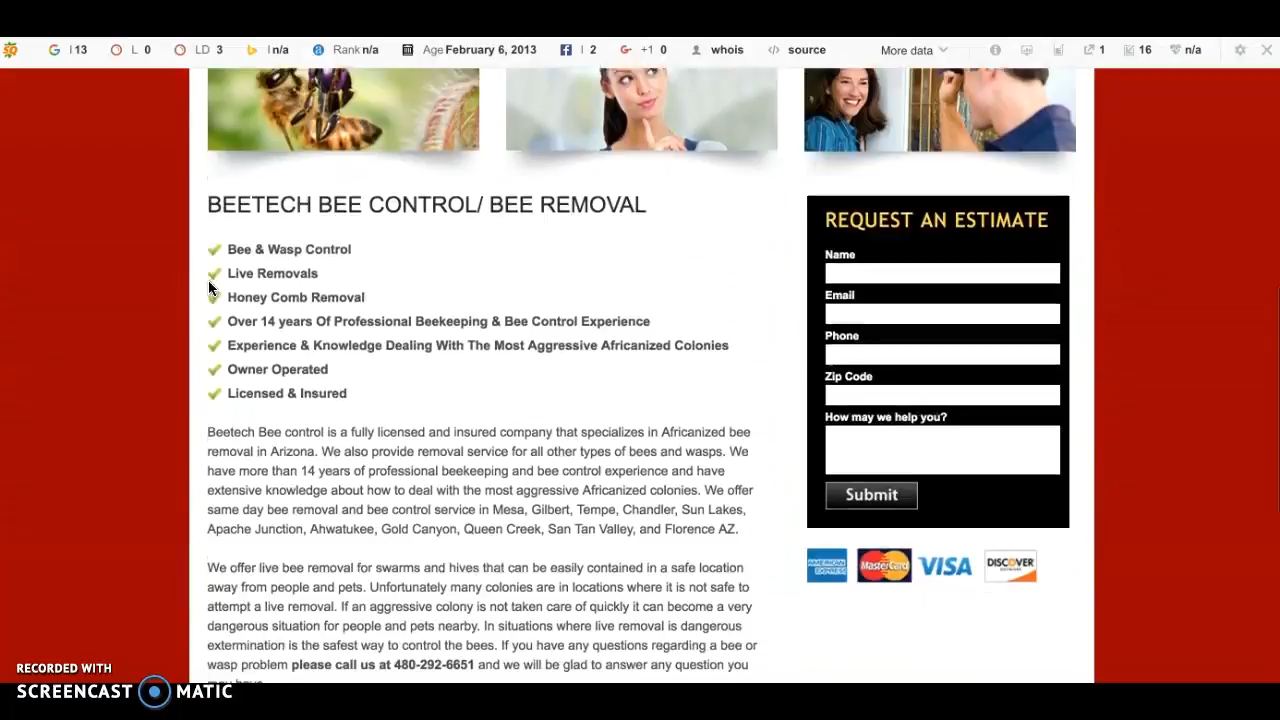 SQ G I 13 L 0 LD 3 I n/a Rank n/a Age February 6, 2013 I 2 +1 0 whois source More data 1 16 n/a
BEETECH BEE CONTROL/ BEE REMOVAL
Bee & Wasp Control
Live Removals
Honey Comb Removal
Over 14 years Of Professional Beekeeping & Bee Control Experience
Experience & Knowledge Dealing With The Most Aggressive Africanized Colonies
Owner Operated
Licensed & Insured
Beetech Bee control is a fully licensed and insured company that specializes in Africanized bee
removal in Arizona. We also provide removal service for all other types of bees and wasps. We
have more than 14 years of professional beekeeping and bee control experience and have
extensive knowledge about how to deal with the most aggressive Africanized colonies. We offer
same day bee removal and bee control service in Mesa, Gilbert, Tempe, Chandler, Sun Lakes,
Apache Junction, Ahwatukee, Gold Canyon, Queen Creek, San Tan Valley, and Florence AZ.
We offer live bee removal for swarms and hives that can be easily contained in a safe location
away from people and pets. Unfortunately many colonies are in locations where it is not safe to
attempt a live removal. If an aggressive colony is not taken care of quickly it can become a very
dangerous situation for people and pets nearby. In situations where live removal is dangerous
extermination is the safest way to control the bees. If you have any questions regarding a bee or
wasp problem please call us at 480-292-6651 and we will be glad to answer any question you
may have.
REQUEST AN ESTIMATE
Name
Email
Phone
Zip Code
How may we help you?
Submit
AMERICAN EXPRESS MasterCard VISA DISCOVER
RECORDED WITH
SCREENCAST MATIC